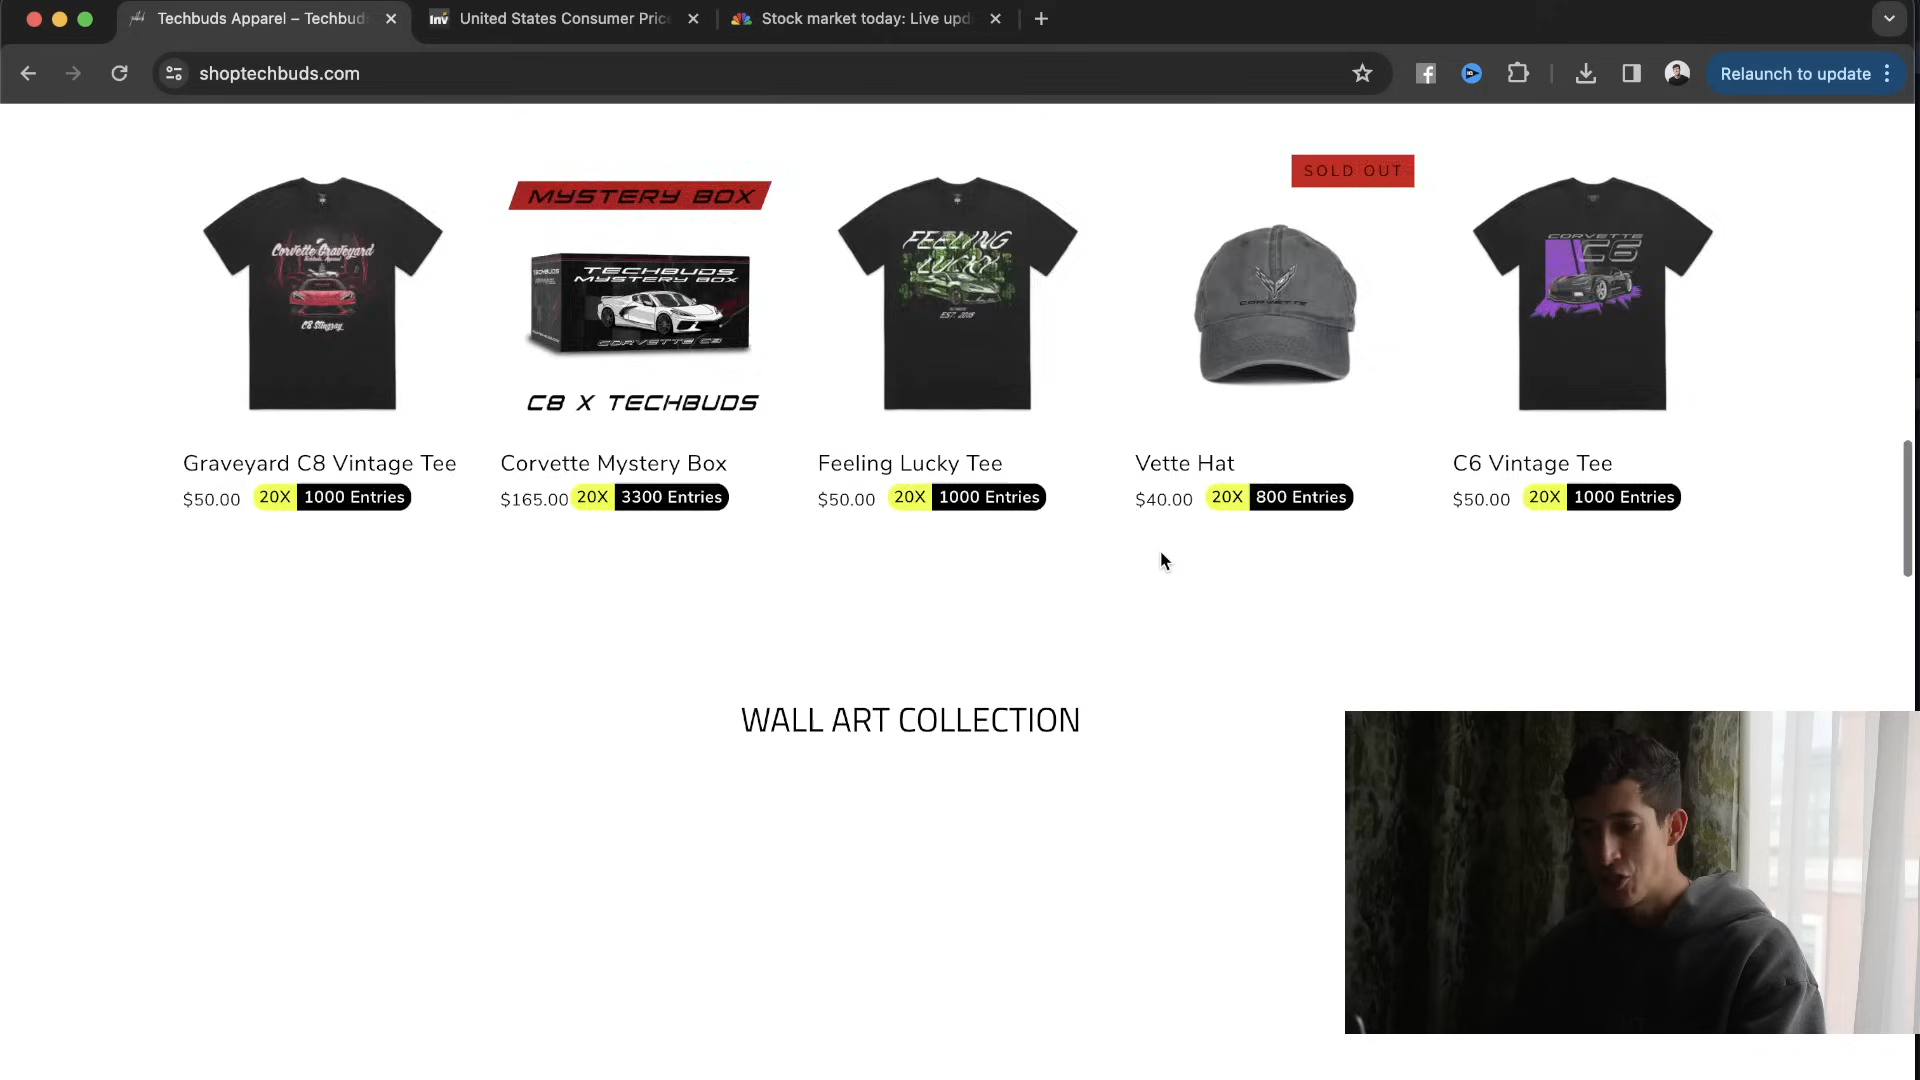 Techbuds Apparel – Techbud
United States Consumer Pric
Stock market today: Live upd
shoptechbuds.com
Relaunch to update
SOLD OUT
MYSTERY BOX
Corvette Graveyard
C8 Stingray
TECHBUDS
MYSTERY BOX
CORVETTE C8
FEELING
LUCKY
EST. 2018
CORVETTE
CORVETTE
C6
C8 X TECHBUDS
Graveyard C8 Vintage Tee
$50.00 20X 1000 Entries
Corvette Mystery Box
$165.00 20X 3300 Entries
Feeling Lucky Tee
$50.00 20X 1000 Entries
Vette Hat
$40.00 20X 800 Entries
C6 Vintage Tee
$50.00 20X 1000 Entries
WALL ART COLLECTION